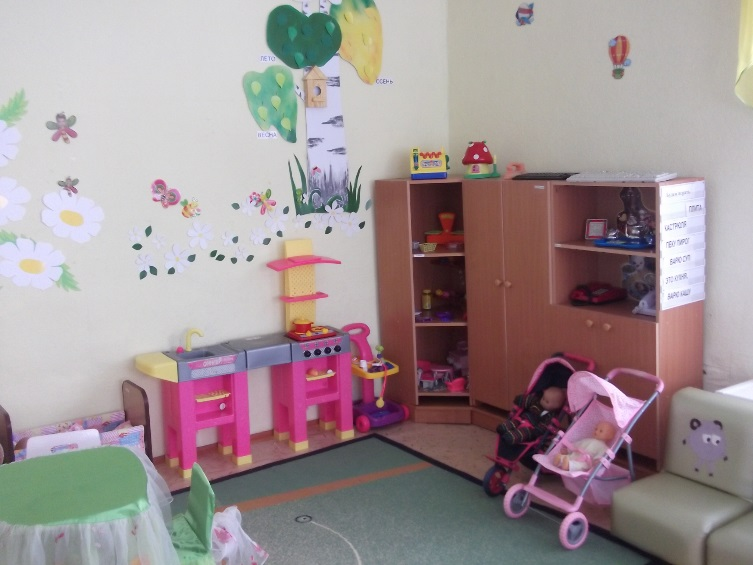 ЛЕТО
ОСЕНЬ
ВЕСНА
ПЛИТА
КАСТРЮЛЯ
ПЕКУ ПИРОГ
ВАРЮ СУП
ЭТО КУХНЯ.
ВАРЮ КАШУ